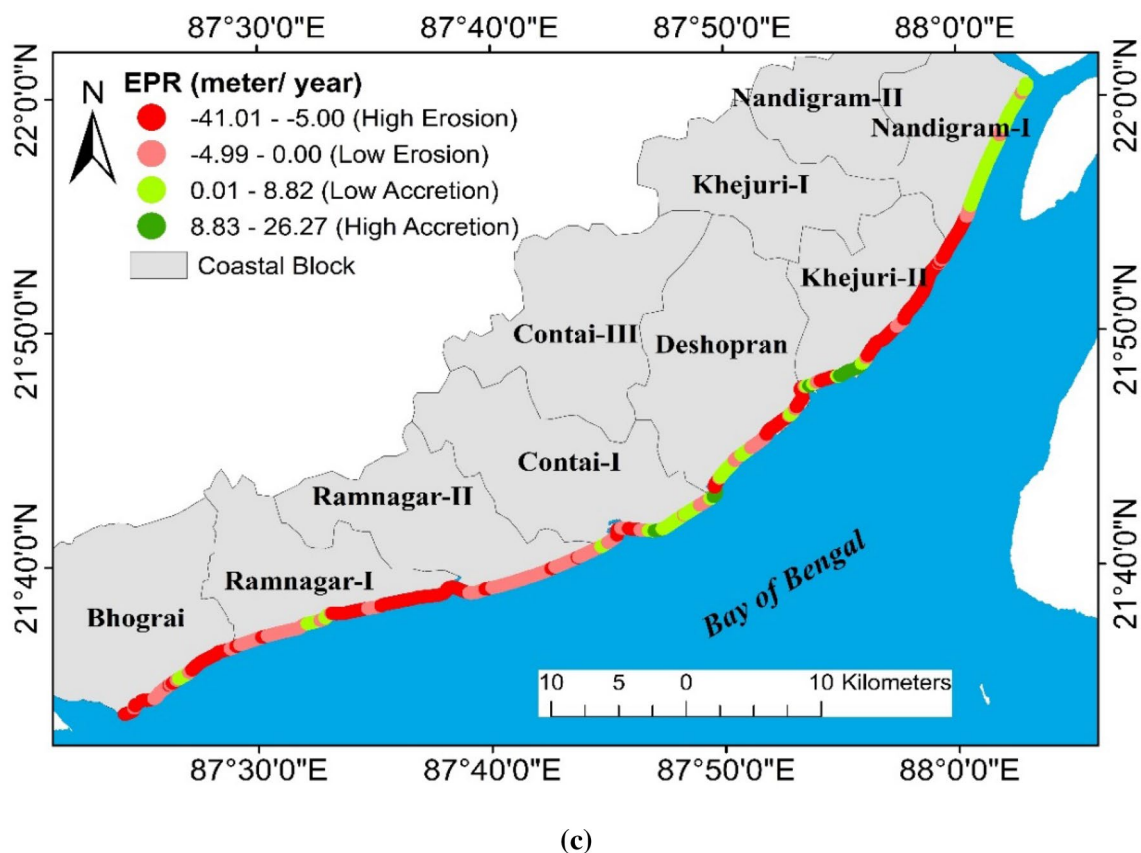 87°30'0"E 87°40'0"E 87°50'0"E 88°0'0"E
EPR (meter/ year)
N
-41.01 - -5.00 (High Erosion)
-4.99 - 0.00 (Low Erosion)
0.01 - 8.82 (Low Accretion)
8.83 - 26.27 (High Accretion)
Coastal Block
22°0'0"N
22°0'0"N
Nandigram-II
Nandigram-I
Khejuri-I
Khejuri-II
21°50'0"N
21°50'0"N
Contai-III
Deshopran
Contai-I
Ramnagar-II
21°40'0"N
21°40'0"N
Ramnagar-I
Bhograi
Bay of Bengal
10 5 0 10 Kilometers
87°30'0"E 87°40'0"E 87°50'0"E 88°0'0"E
(c)